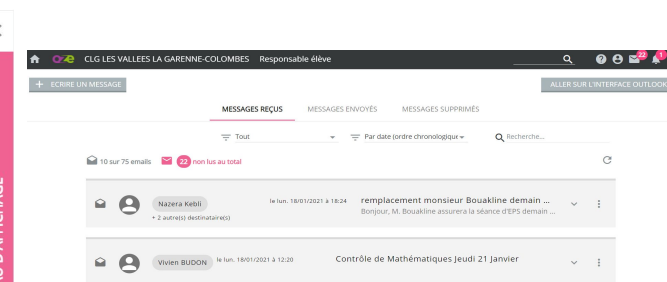 CLG LES VALLEES LA GARENNE-COLOMBES Responsable élève 22 1
+ ECRIRE UN MESSAGE ALLER SUR L'INTERFACE OUTLOOK
MESSAGES REÇUS MESSAGES ENVOYÉS MESSAGES SUPPRIMÉS
Tout Par date (ordre chronologique Recherche...
10 sur 75 emails 22 non lus au total
Nazera Kebli le lun. 18/01/2021 à 18:24 remplacement monsieur Bouakline demain ...
+ 2 autre(s) destinataire(s) Bonjour, M. Bouakline assurera la séance d'EPS demain ...
Vivien BUDON le lun. 18/01/2021 à 12:20 Contrôle de Mathématiques Jeudi 21 Janvier
D'AFFICHAGE